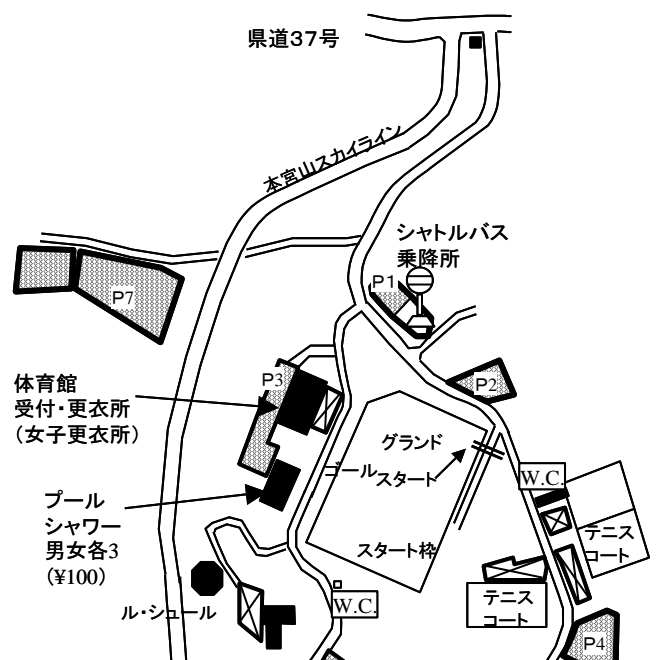 県道37号
本宮山スカイライン
シャトルバス
乗降所
P1
P7
P2
P3
体育館
受付・更衣所
（女子更衣所）
グランド
ゴール
スタート
W.C.
テニス
コート
プール
シャワー
男女各3
(¥100)
スタート枠
ル・シュール
W.C.
テニス
コート
P4